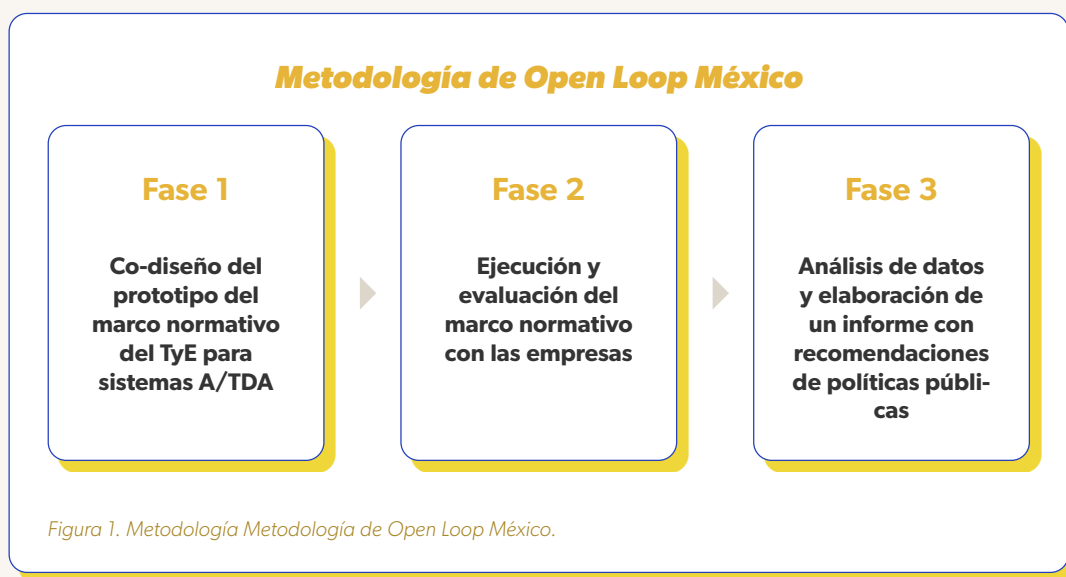 Metodología de Open Loop México
Fase 1
Co-diseño del
prototipo del
marco normativo
del TyE para
sistemas A/TDA
Fase 2
Ejecución y
evaluación del
marco normativo
con las empresas
Fase 3
Análisis de datos
y elaboración de
un informe con
recomendaciones
de políticas públi-
cas
Figura 1. Metodología Metodología de Open Loop México.